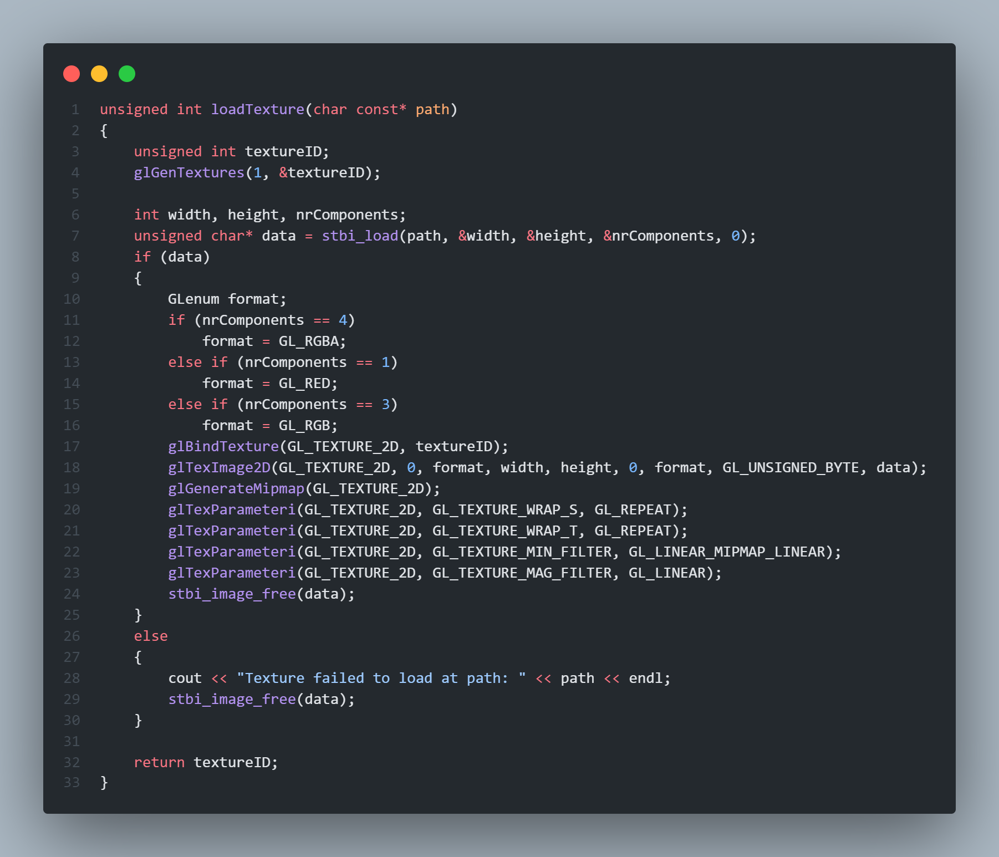 1 unsigned int loadTexture(char const* path)
2 {
3     unsigned int textureID;
4     glGenTextures(1, &textureID);
5
6     int width, height, nrComponents;
7     unsigned char* data = stbi_load(path, &width, &height, &nrComponents, 0);
8     if (data)
9     {
10         GLenum format;
11         if (nrComponents == 4)
12             format = GL_RGBA;
13         else if (nrComponents == 1)
14             format = GL_RED;
15         else if (nrComponents == 3)
16             format = GL_RGB;
17         glBindTexture(GL_TEXTURE_2D, textureID);
18         glTexImage2D(GL_TEXTURE_2D, 0, format, width, height, 0, format, GL_UNSIGNED_BYTE, data);
19         glGenerateMipmap(GL_TEXTURE_2D);
20         glTexParameteri(GL_TEXTURE_2D, GL_TEXTURE_WRAP_S, GL_REPEAT);
21         glTexParameteri(GL_TEXTURE_2D, GL_TEXTURE_WRAP_T, GL_REPEAT);
22         glTexParameteri(GL_TEXTURE_2D, GL_TEXTURE_MIN_FILTER, GL_LINEAR_MIPMAP_LINEAR);
23         glTexParameteri(GL_TEXTURE_2D, GL_TEXTURE_MAG_FILTER, GL_LINEAR);
24         stbi_image_free(data);
25     }
26     else
27     {
28         cout << "Texture failed to load at path: " << path << endl;
29         stbi_image_free(data);
30     }
31
32     return textureID;
33 }